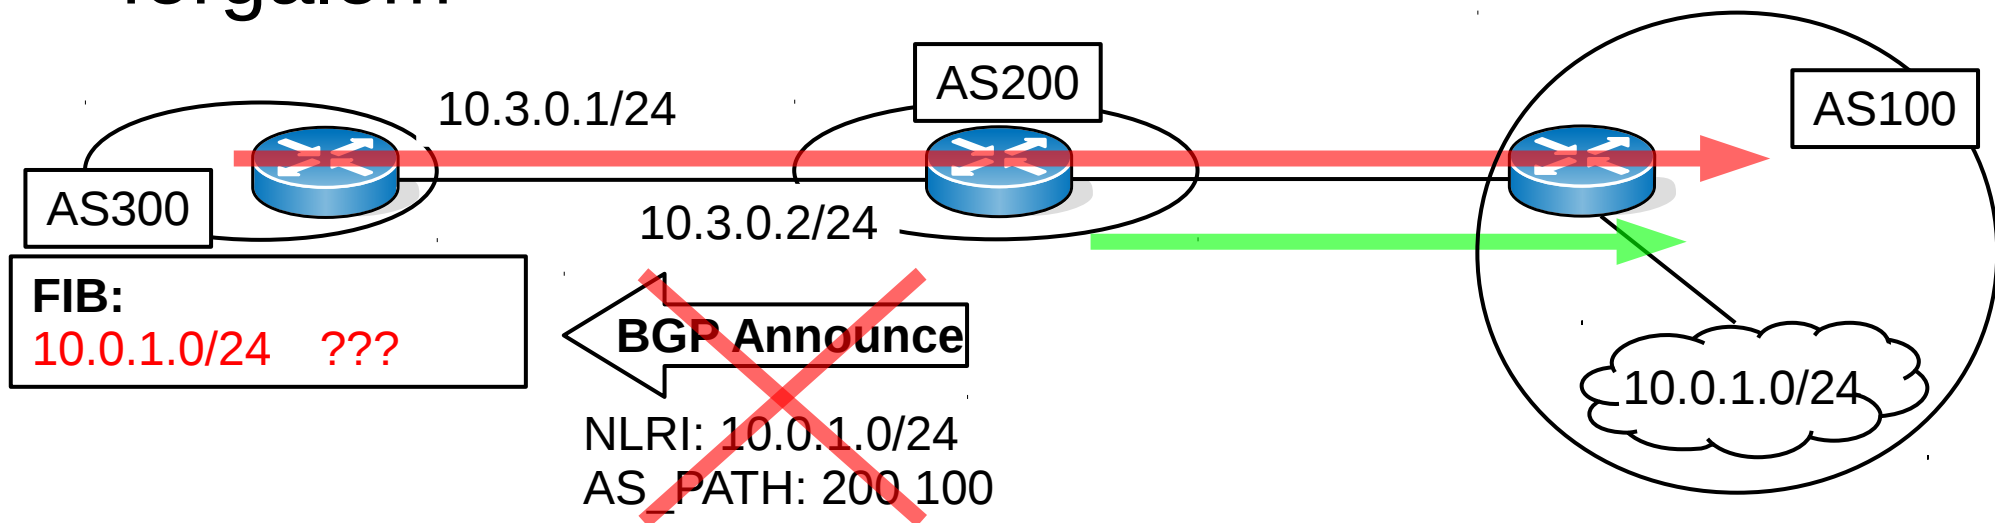 AS200
AS100
10.3.0.1/24
AS300
10.3.0.2/24
FIB:
10.0.1.0/24 ???
BGP Announce
10.0.1.0/24
NLRI: 10.0.1.0/24
AS_PATH: 200 100